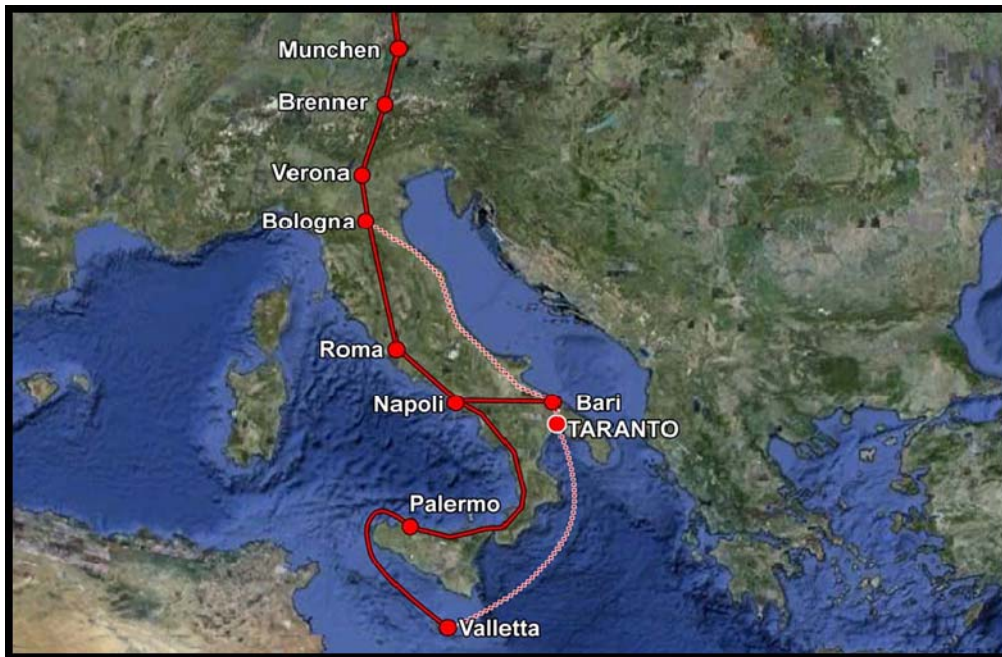 Munchen
Brenner
Verona
Bologna
Roma
Napoli
Bari
TARANTO
Palermo
Valletta